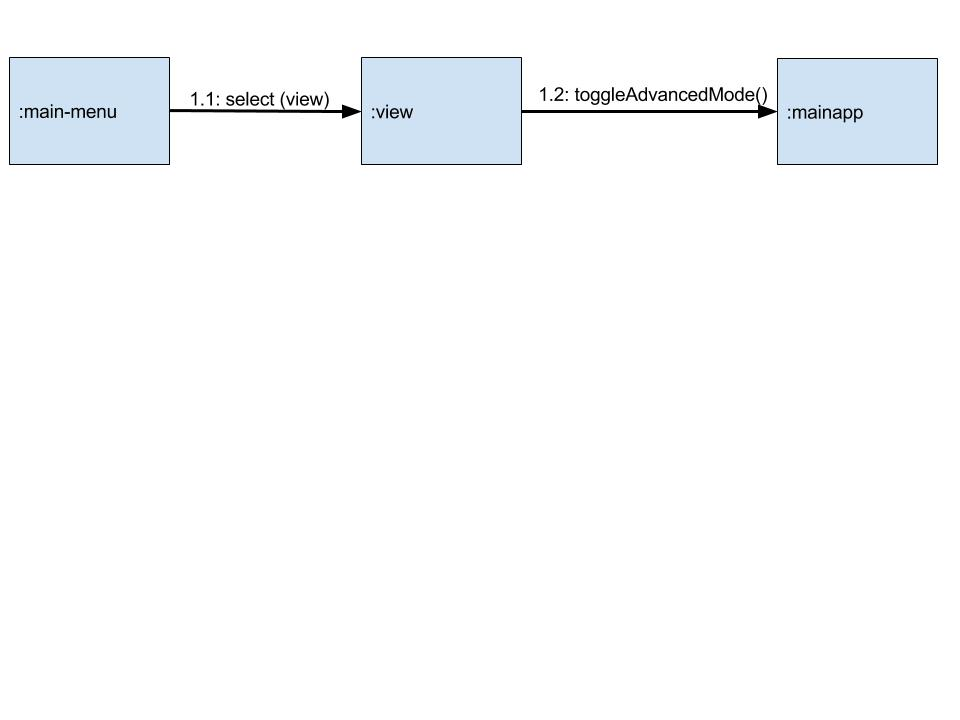 :main-menu
1.1: select (view)
:view
1.2: toggleAdvancedMode()
:mainapp